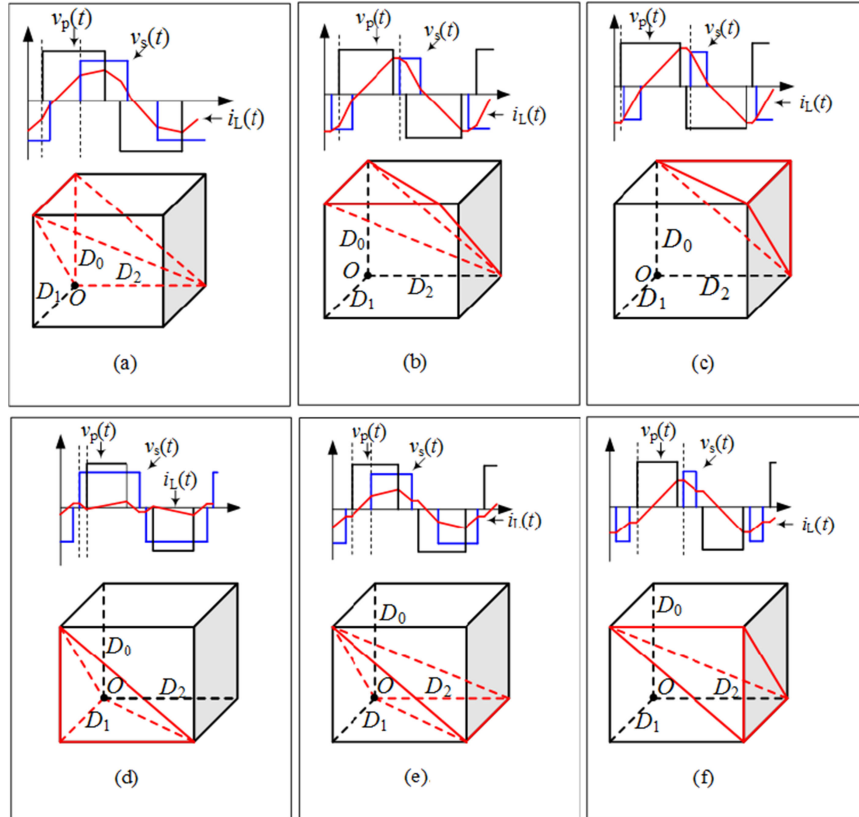 vp(t)
vs(t)
iL(t)
D0
D2
D1
O
(a)
vp(t)
vs(t)
iL(t)
D0
O
D2
D1
(b)
vp(t)
vs(t)
iL(t)
D0
O
D1
D2
(c)
vp(t)
vs(t)
iL(t)
D0
O
D2
D1
(d)
vp(t)
vs(t)
iL(t)
D0
O
D2
D1
(e)
vp(t)
vs(t)
iL(t)
D0
O
D2
D1
(f)